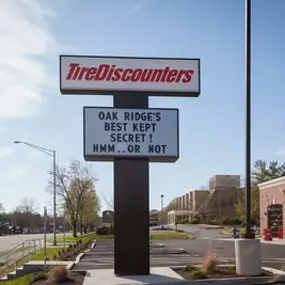 TireDiscounters
OAK RIDGE'S
BEST KEPT
SECRET!
HMM..OR NOT